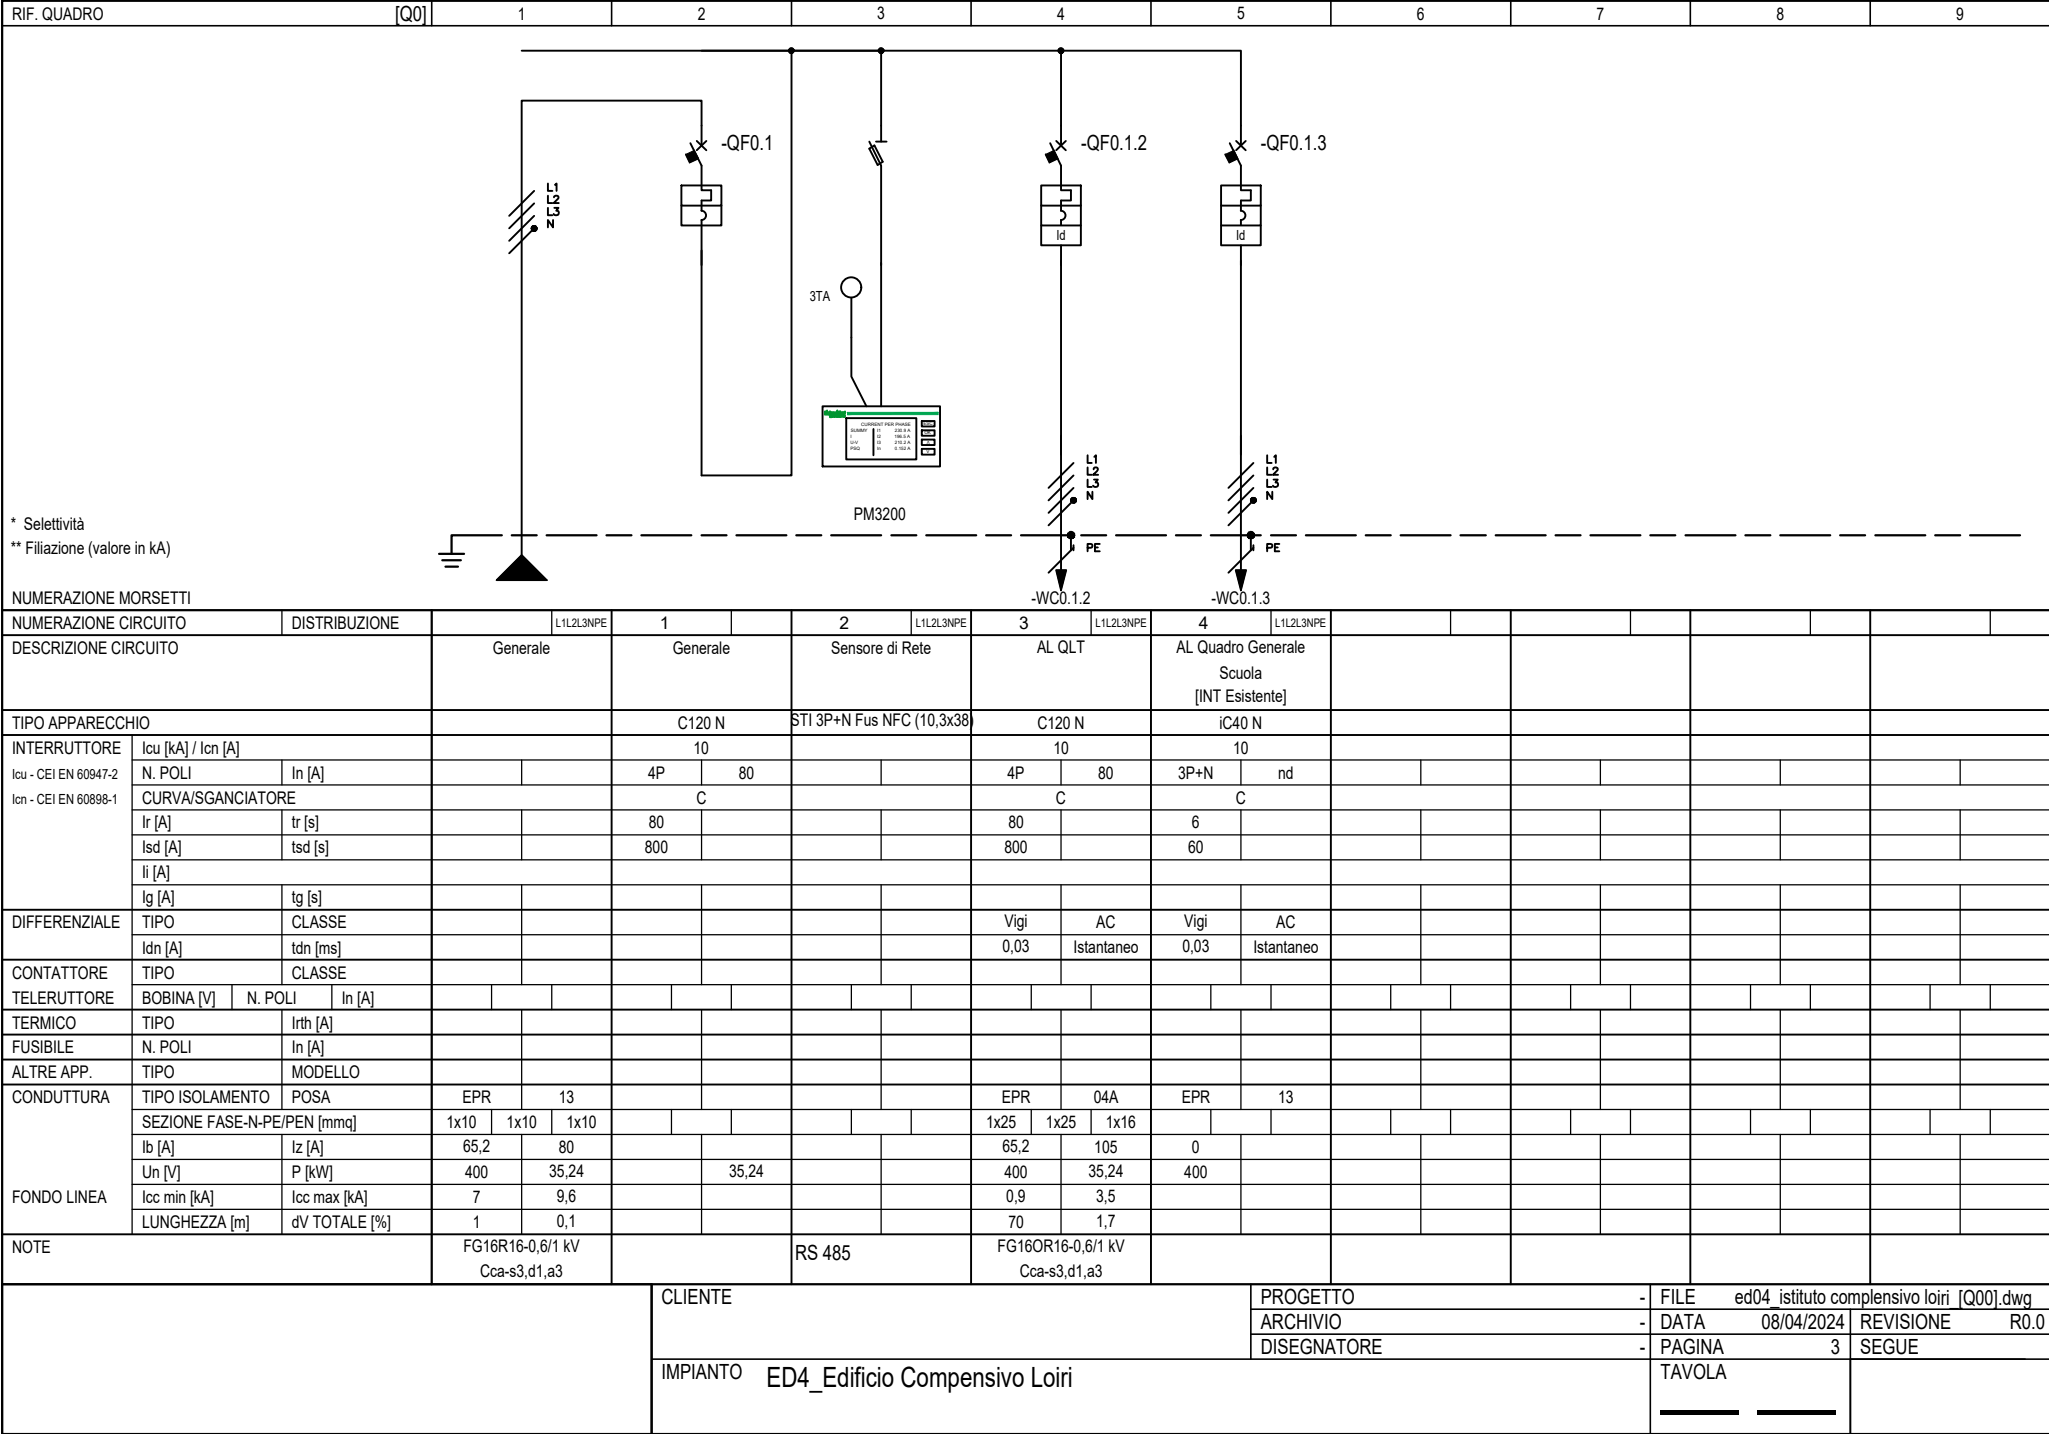 RIF. QUADRO [Q0] 1 2 3 4 5 6 7 8 9
-QF0.1
-QF0.1.2
-QF0.1.3
L1
L2
L3
N
Id
Id
3TA
CURRENT PER PHASE
L1
L2
L3
N
L1
L2
L3
N
PM3200
* Selettività
** Filiazione (valore in kA)
PE
PE
NUMERAZIONE MORSETTI -WC0.1.2 -WC0.1.3
NUMERAZIONE CIRCUITO DISTRIBUZIONE L1L2L3NPE 1 2 L1L2L3NPE 3 L1L2L3NPE 4 L1L2L3NPE
DESCRIZIONE CIRCUITO Generale Generale Sensore di Rete AL QLT AL Quadro Generale
Scuola
[INT Esistente]
TIPO APPARECCHIO C120 N STI 3P+N Fus NFC (10,3x38) C120 N iC40 N
INTERRUTTORE Icu [kA] / Icn [A] 10 10 10
Icu - CEI EN 60947-2 N. POLI In [A] 4P 80 4P 80 3P+N nd
Icn - CEI EN 60898-1 CURVA/SGANCIATORE C C C
Ir [A] tr [s] 80 80 6
Isd [A] tsd [s] 800 800 60
Ii [A]
Ig [A] tg [s]
DIFFERENZIALE TIPO CLASSE Vigi AC Vigi AC
Idn [A] tdn [ms] 0,03 Istantaneo 0,03 Istantaneo
CONTATTORE TIPO CLASSE
TELERUTTORE BOBINA [V] N. POLI In [A]
TERMICO TIPO Irth [A]
FUSIBILE N. POLI In [A]
ALTRE APP. TIPO MODELLO
CONDUTTURA TIPO ISOLAMENTO POSA EPR 13 EPR 04A EPR 13
SEZIONE FASE-N-PE/PEN [mmq] 1x10 1x10 1x10 1x25 1x25 1x16
Ib [A] Iz [A] 65,2 80 65,2 105 0
Un [V] P [kW] 400 35,24 35,24 400 35,24 400
FONDO LINEA Icc min [kA] Icc max [kA] 7 9,6 0,9 3,5
LUNGHEZZA [m] dV TOTALE [%] 1 0,1 70 1,7
NOTE FG16R16-0,6/1 kV RS 485 FG16OR16-0,6/1 kV
Cca-s3,d1,a3 Cca-s3,d1,a3
CLIENTE PROGETTO - FILE ed04_istituto complensivo loiri_[Q00].dwg
ARCHIVIO - DATA 08/04/2024 REVISIONE R0.0
DISEGNATORE - PAGINA 3 SEGUE
IMPIANTO ED4_Edificio Compensivo Loiri TAVOLA